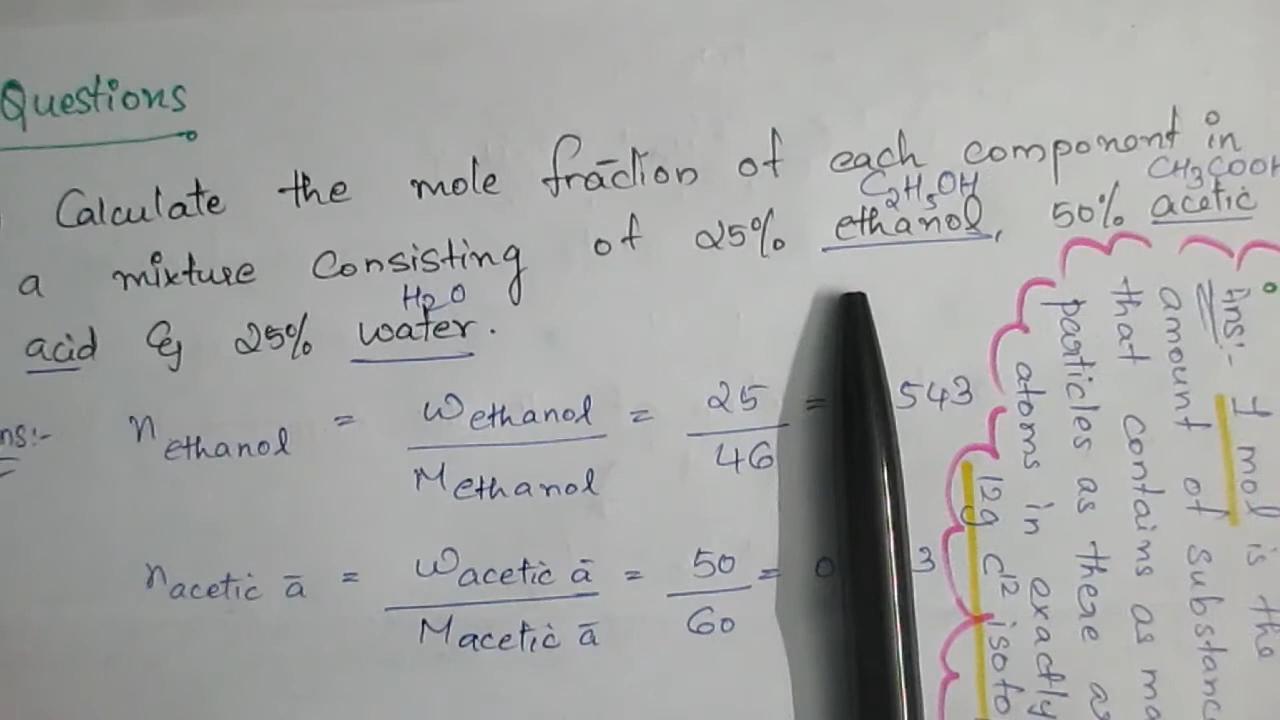 Questions
Calculate the mole fraction of each component in
C2H5OH CH3COOH
a mixture consisting of 25% ethanol, 50% acetic
H2O
acid & 25% water.
ns:-
n ethanol = W ethanol / M ethanol = 25 / 46 = 543
n acetic ā = W acetic ā / M acetic ā = 50 / 60 = 0 3
ins:- 1 mol is the
amount of substanc
that contains as ma
particles as there a
atoms in exactly
12g C12 isoto